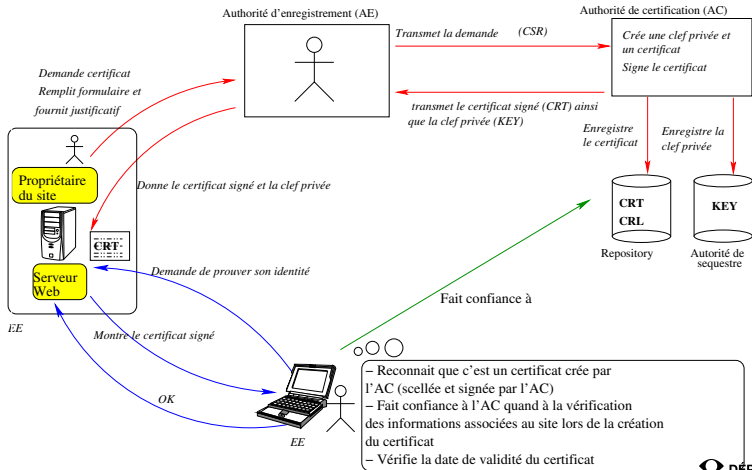 Authorité d'enregistrement (AE)
Authorité de certification (AC)
Transmet la demande (CSR)
Crée une clef privée et
un certificat
Signe le certificat
Demande certificat
Remplit formulaire et
fournit justificatif
transmet le certificat signé (CRT) ainsi
que la clef privée (KEY)
Enregistre
le certificat
Enregistre la
clef privée
Propriétaire
du site
Donne le certificat signé et la clef privée
CRT
CRL
KEY
CRT
Repository
Autorité de
sequestre
Serveur
Web
Demande de prouver son identité
Fait confiance à
EE
Montre le certificat signé
OK
EE
– Reconnait que c'est un certificat crée par
l'AC (scellée et signée par l'AC)
– Fait confiance à l'AC quand à la vérification
des informations associées au site lors de la création
du certificat
– Vérifie la date de validité du certificat